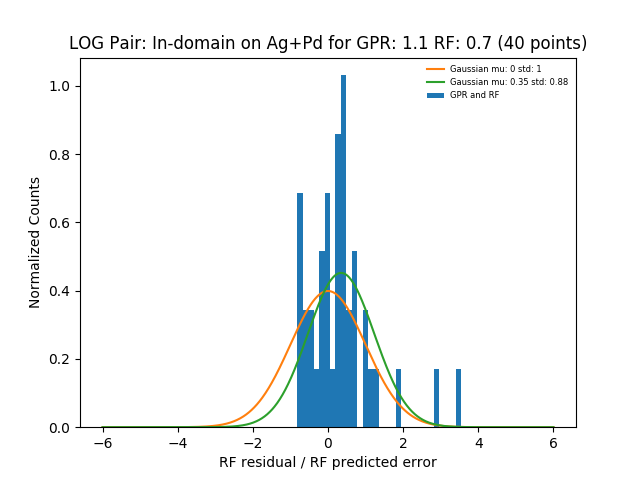 LOG Pair: In-domain on Ag+Pd for GPR: 1.1 RF: 0.7 (40 points)
Gaussian mu: 0 std: 1
Gaussian mu: 0.35 std: 0.88
GPR and RF
Normalized Counts
1.0
0.8
0.6
0.4
0.2
0.0
−6 −4 −2 0 2 4 6
RF residual / RF predicted error